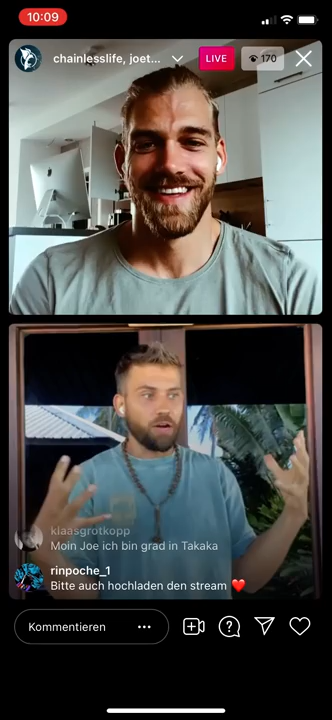 10:09
chainlesslife, joet...
LIVE
170
kiaasgrotkopp
Moin Joe ich bin grad in Takaka
rinpoche_1
Bitte auch hochladen den stream ❤️
Kommentieren